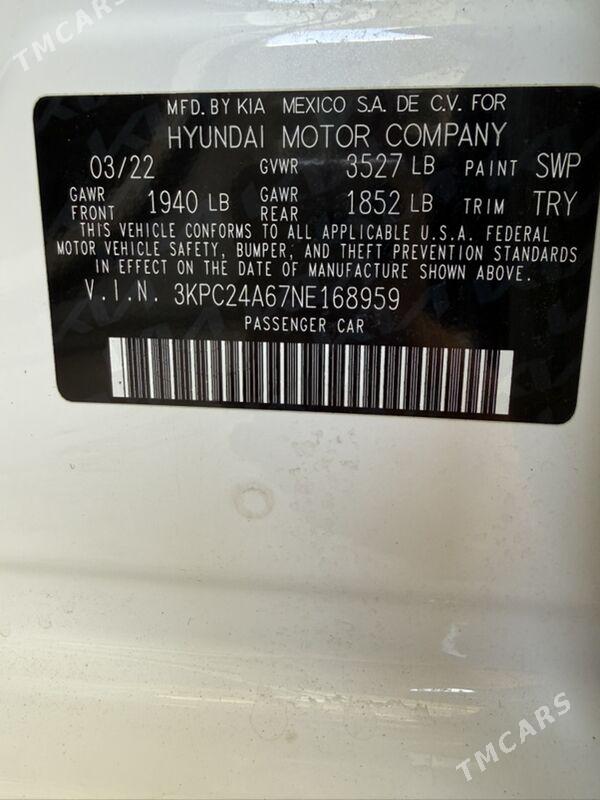 TMCARS
MFD. BY KIA MEXICO S.A. DE C.V. FOR
HYUNDAI MOTOR COMPANY
03/22 GVWR 3527 LB PAINT SWP
GAWR FRONT 1940 LB GAWR REAR 1852 LB TRIM TRY
THIS VEHICLE CONFORMS TO ALL APPLICABLE U.S.A. FEDERAL
MOTOR VEHICLE SAFETY, BUMPER, AND THEFT PREVENTION STANDARDS
IN EFFECT ON THE DATE OF MANUFACTURE SHOWN ABOVE.
V.I.N. 3KPC24A67NE168959
PASSENGER CAR
TMCARS